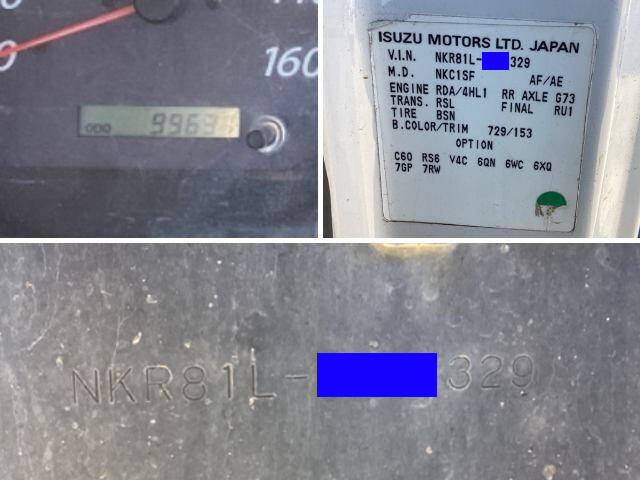 160
ODO
ISUZU MOTORS LTD. JAPAN
V.I.N. NKR81L- 329
M.D. NKC1SF AF/AE
ENGINE RDA/4HL1 RR AXLE G73
TRANS. RSL FINAL RU1
TIRE BSN
B.COLOR/TRIM 729/153
OPTION
C60 RS6 V4C 6QN 6WC 6XQ
7GP 7RW
NKR81L- 329